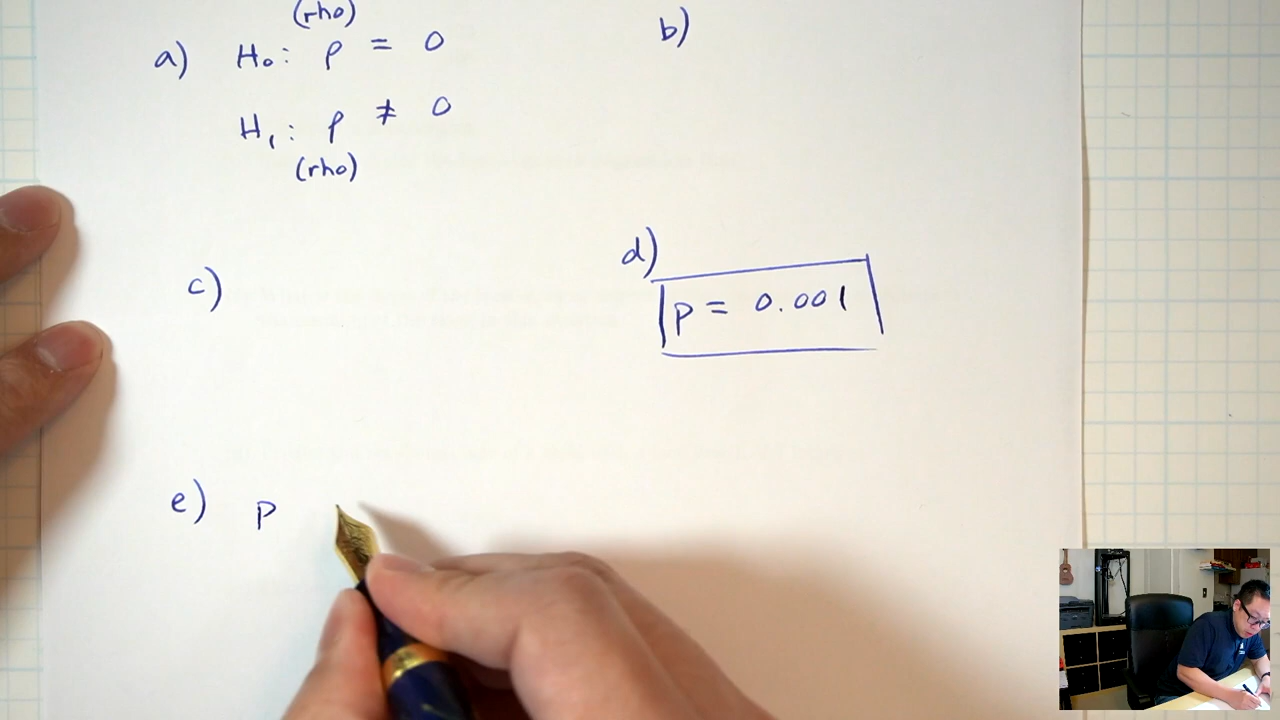 (rho)
a) H₀: ρ = 0
b)
H₁: ρ ≠ 0
(rho)
c)
d)
p = 0.001
e) p